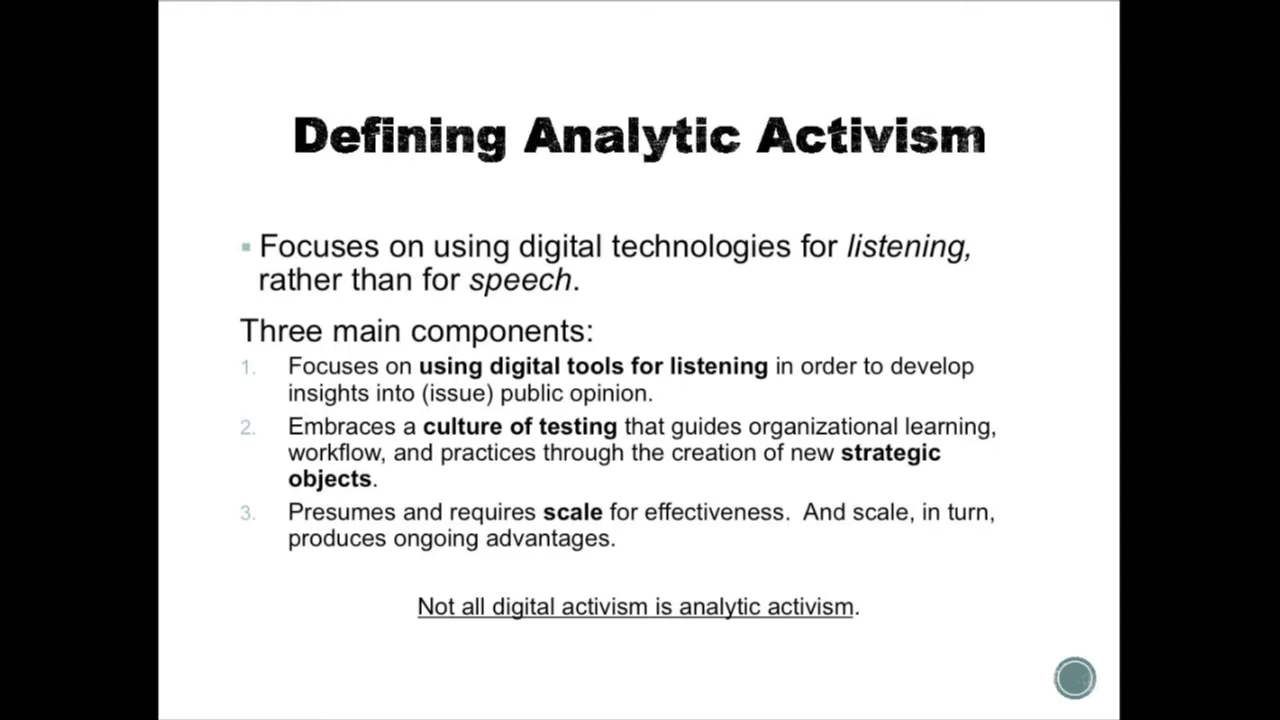 Defining Analytic Activism
▪ Focuses on using digital technologies for listening,
rather than for speech.
Three main components:
1. Focuses on using digital tools for listening in order to develop
insights into (issue) public opinion.
2. Embraces a culture of testing that guides organizational learning,
workflow, and practices through the creation of new strategic
objects.
3. Presumes and requires scale for effectiveness.  And scale, in turn,
produces ongoing advantages.
Not all digital activism is analytic activism.